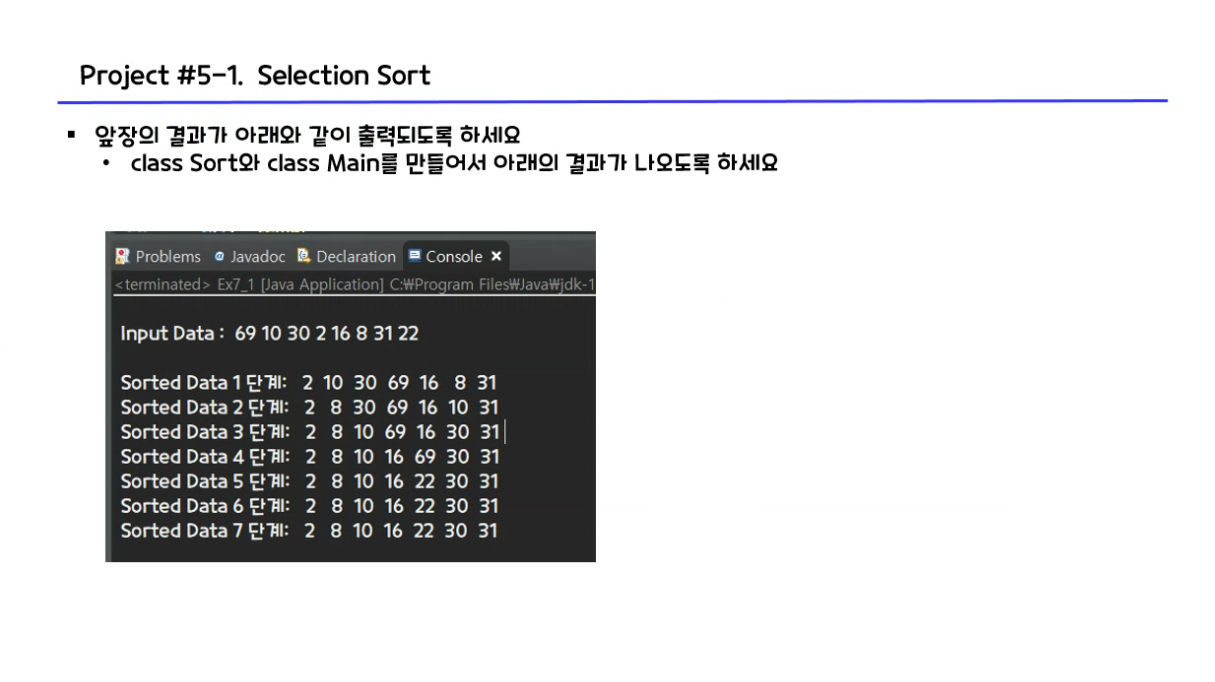 Project #5-1. Selection Sort
▪ 앞장의 결과가 아래와 같이 출력되도록 하세요
• class Sort와 class Main를 만들어서 아래의 결과가 나오도록 하세요
Problems @ Javadoc Declaration Console
<terminated> Ex7_1 [Java Application] C:₩Program Files₩Java₩jdk-1
Input Data : 69 10 30 2 16 8 31 22
Sorted Data 1 단계: 2 10 30 69 16 8 31
Sorted Data 2 단계: 2 8 30 69 16 10 31
Sorted Data 3 단계: 2 8 10 69 16 30 31
Sorted Data 4 단계: 2 8 10 16 69 30 31
Sorted Data 5 단계: 2 8 10 16 22 30 31
Sorted Data 6 단계: 2 8 10 16 22 30 31
Sorted Data 7 단계: 2 8 10 16 22 30 31